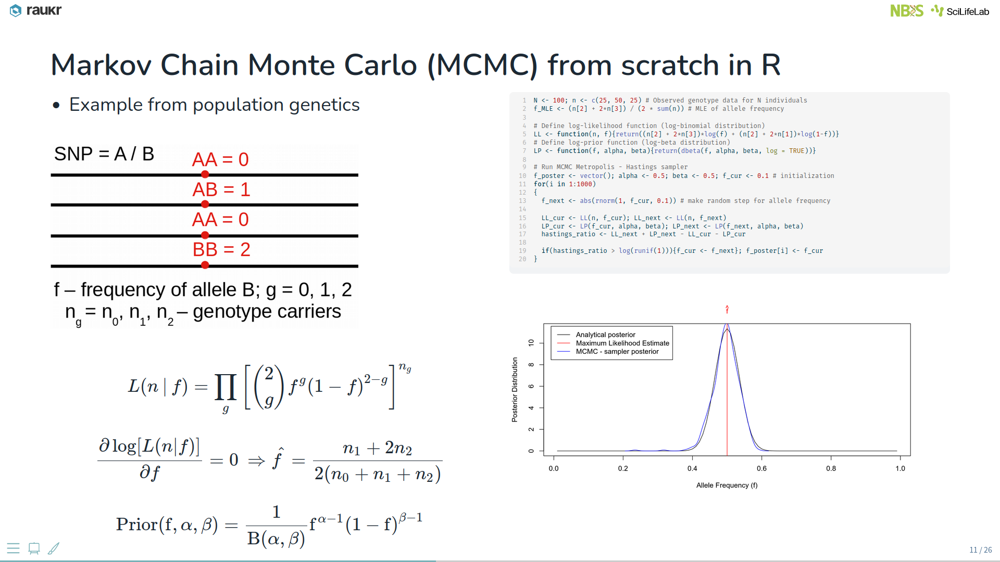 raukr
NBIS SciLifeLab
Markov Chain Monte Carlo (MCMC) from scratch in R
• Example from population genetics
SNP = A / B
AA = 0
AB = 1
AA = 0
BB = 2
f – frequency of allele B; g = 0, 1, 2
n_g = n_0, n_1, n_2 – genotype carriers
L(n | f) = ∏_g [ (2 g) f^g (1 − f)^{2−g} ]^{n_g}
∂ log[L(n|f)] / ∂f = 0 ⇒ f̂ = (n_1 + 2n_2) / (2(n_0 + n_1 + n_2))
Prior(f, α, β) = 1 / B(α, β) f^{α−1} (1 − f)^{β−1}
1 N <- 100; n <- c(25, 50, 25) # Observed genotype data for N individuals
2 f_MLE <- (n[2] + 2*n[3]) / (2 * sum(n)) # MLE of allele frequency
3
4 # Define log-likelihood function (log-binomial distribution)
5 LL <- function(n, f){return((n[2] + 2*n[3])*log(f) + (n[2] + 2*n[1])*log(1-f))}
6 # Define log-prior function (log-beta distribution)
7 LP <- function(f, alpha, beta){return(dbeta(f, alpha, beta, log = TRUE))}
8
9 # Run MCMC Metropolis - Hastings sampler
10 f_poster <- vector(); alpha <- 0.5; beta <- 0.5; f_cur <- 0.1 # initialization
11 for(i in 1:1000)
12 {
13 f_next <- abs(rnorm(1, f_cur, 0.1)) # make random step for allele frequency
14
15 LL_cur <- LL(n, f_cur); LL_next <- LL(n, f_next)
16 LP_cur <- LP(f_cur, alpha, beta); LP_next <- LP(f_next, alpha, beta)
17 hastings_ratio <- LL_next + LP_next - LL_cur - LP_cur
18
19 if(hastings_ratio > log(runif(1))){f_cur <- f_next}; f_poster[i] <- f_cur
20 }
f̂
Analytical posterior
Maximum Likelihood Estimate
MCMC - sampler posterior
Posterior Distribution
10
8
6
4
2
0
0.0 0.2 0.4 0.6 0.8 1.0
Allele Frequency (f)
11 / 26